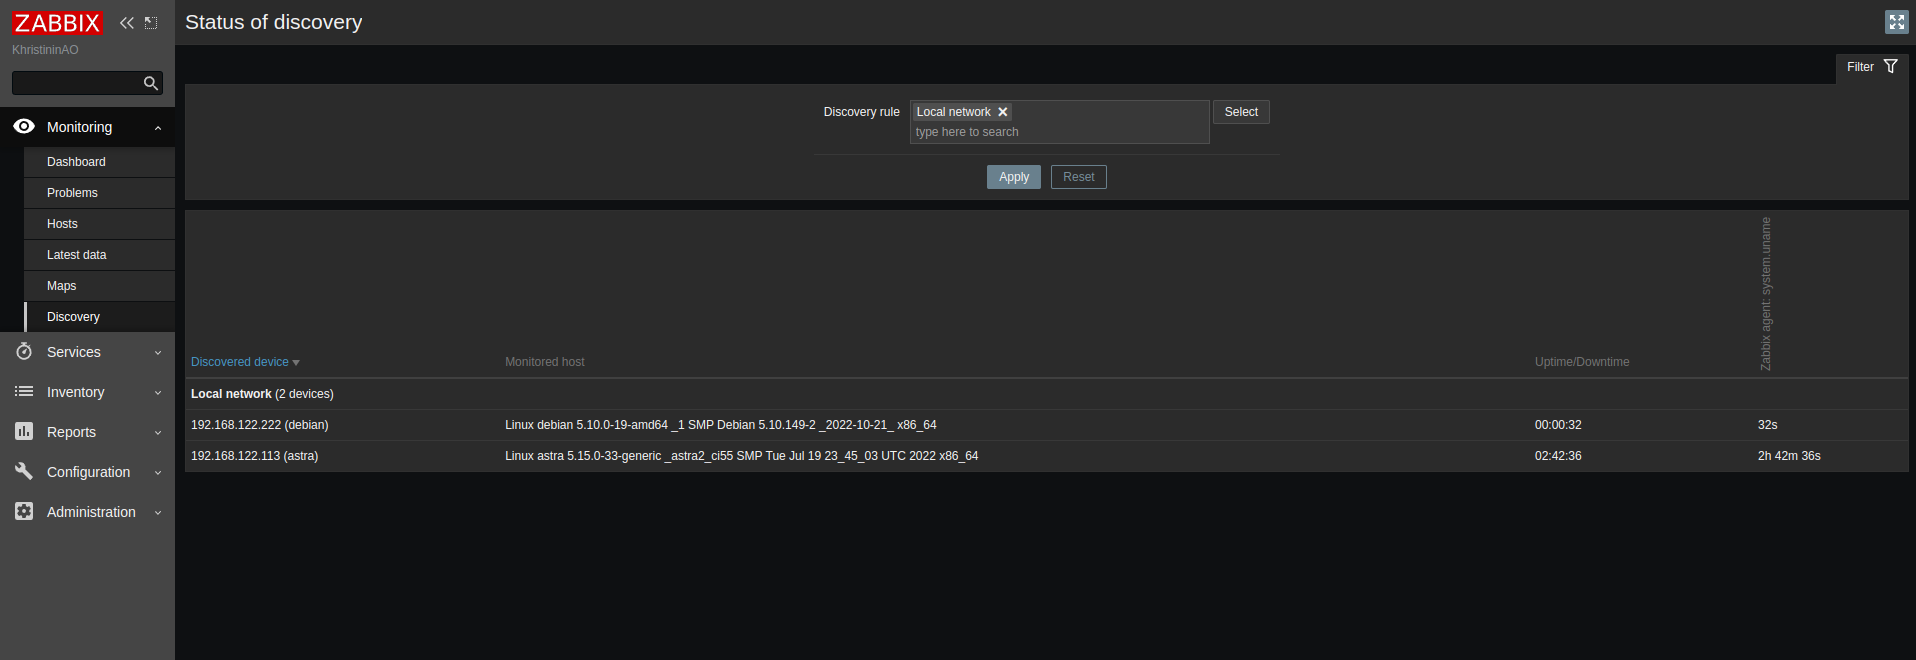 ZABBIX
KhristininAO
Monitoring
Dashboard
Problems
Hosts
Latest data
Maps
Discovery
Services
Inventory
Reports
Configuration
Administration
Status of discovery
Filter
Discovery rule
Local network
type here to search
Select
Apply
Reset
Discovered device
Monitored host
Uptime/Downtime
Zabbix agent: system.uname
Local network (2 devices)
192.168.122.222 (debian) Linux debian 5.10.0-19-amd64 _1 SMP Debian 5.10.149-2 _2022-10-21_ x86_64 00:00:32 32s
192.168.122.113 (astra) Linux astra 5.15.0-33-generic _astra2_ci55 SMP Tue Jul 19 23_45_03 UTC 2022 x86_64 02:42:36 2h 42m 36s